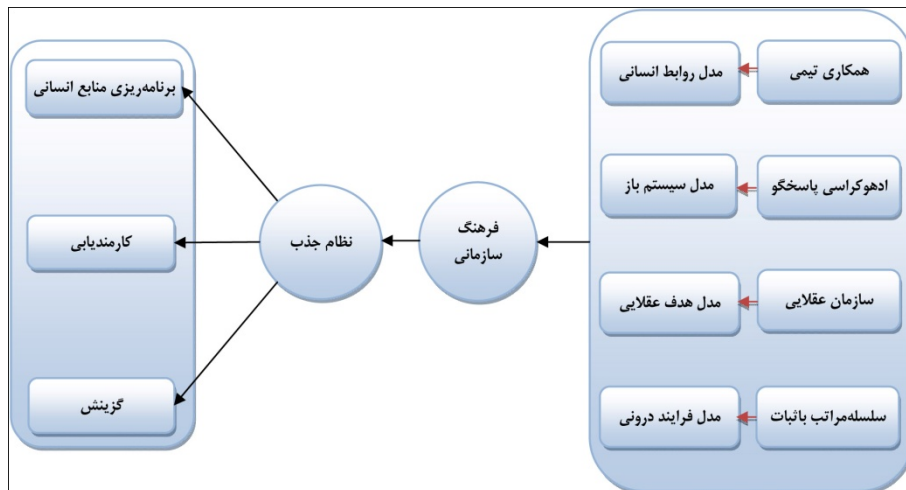 همکاری تیمی
مدل روابط انسانی
ادهوکراسی پاسخگو
مدل سیستم باز
سازمان عقلایی
مدل هدف عقلایی
سلسله‌مراتب باثبات
مدل فرایند درونی
فرهنگ
سازمانی
نظام جذب
برنامه‌ریزی منابع انسانی
کارمندیابی
گزینش